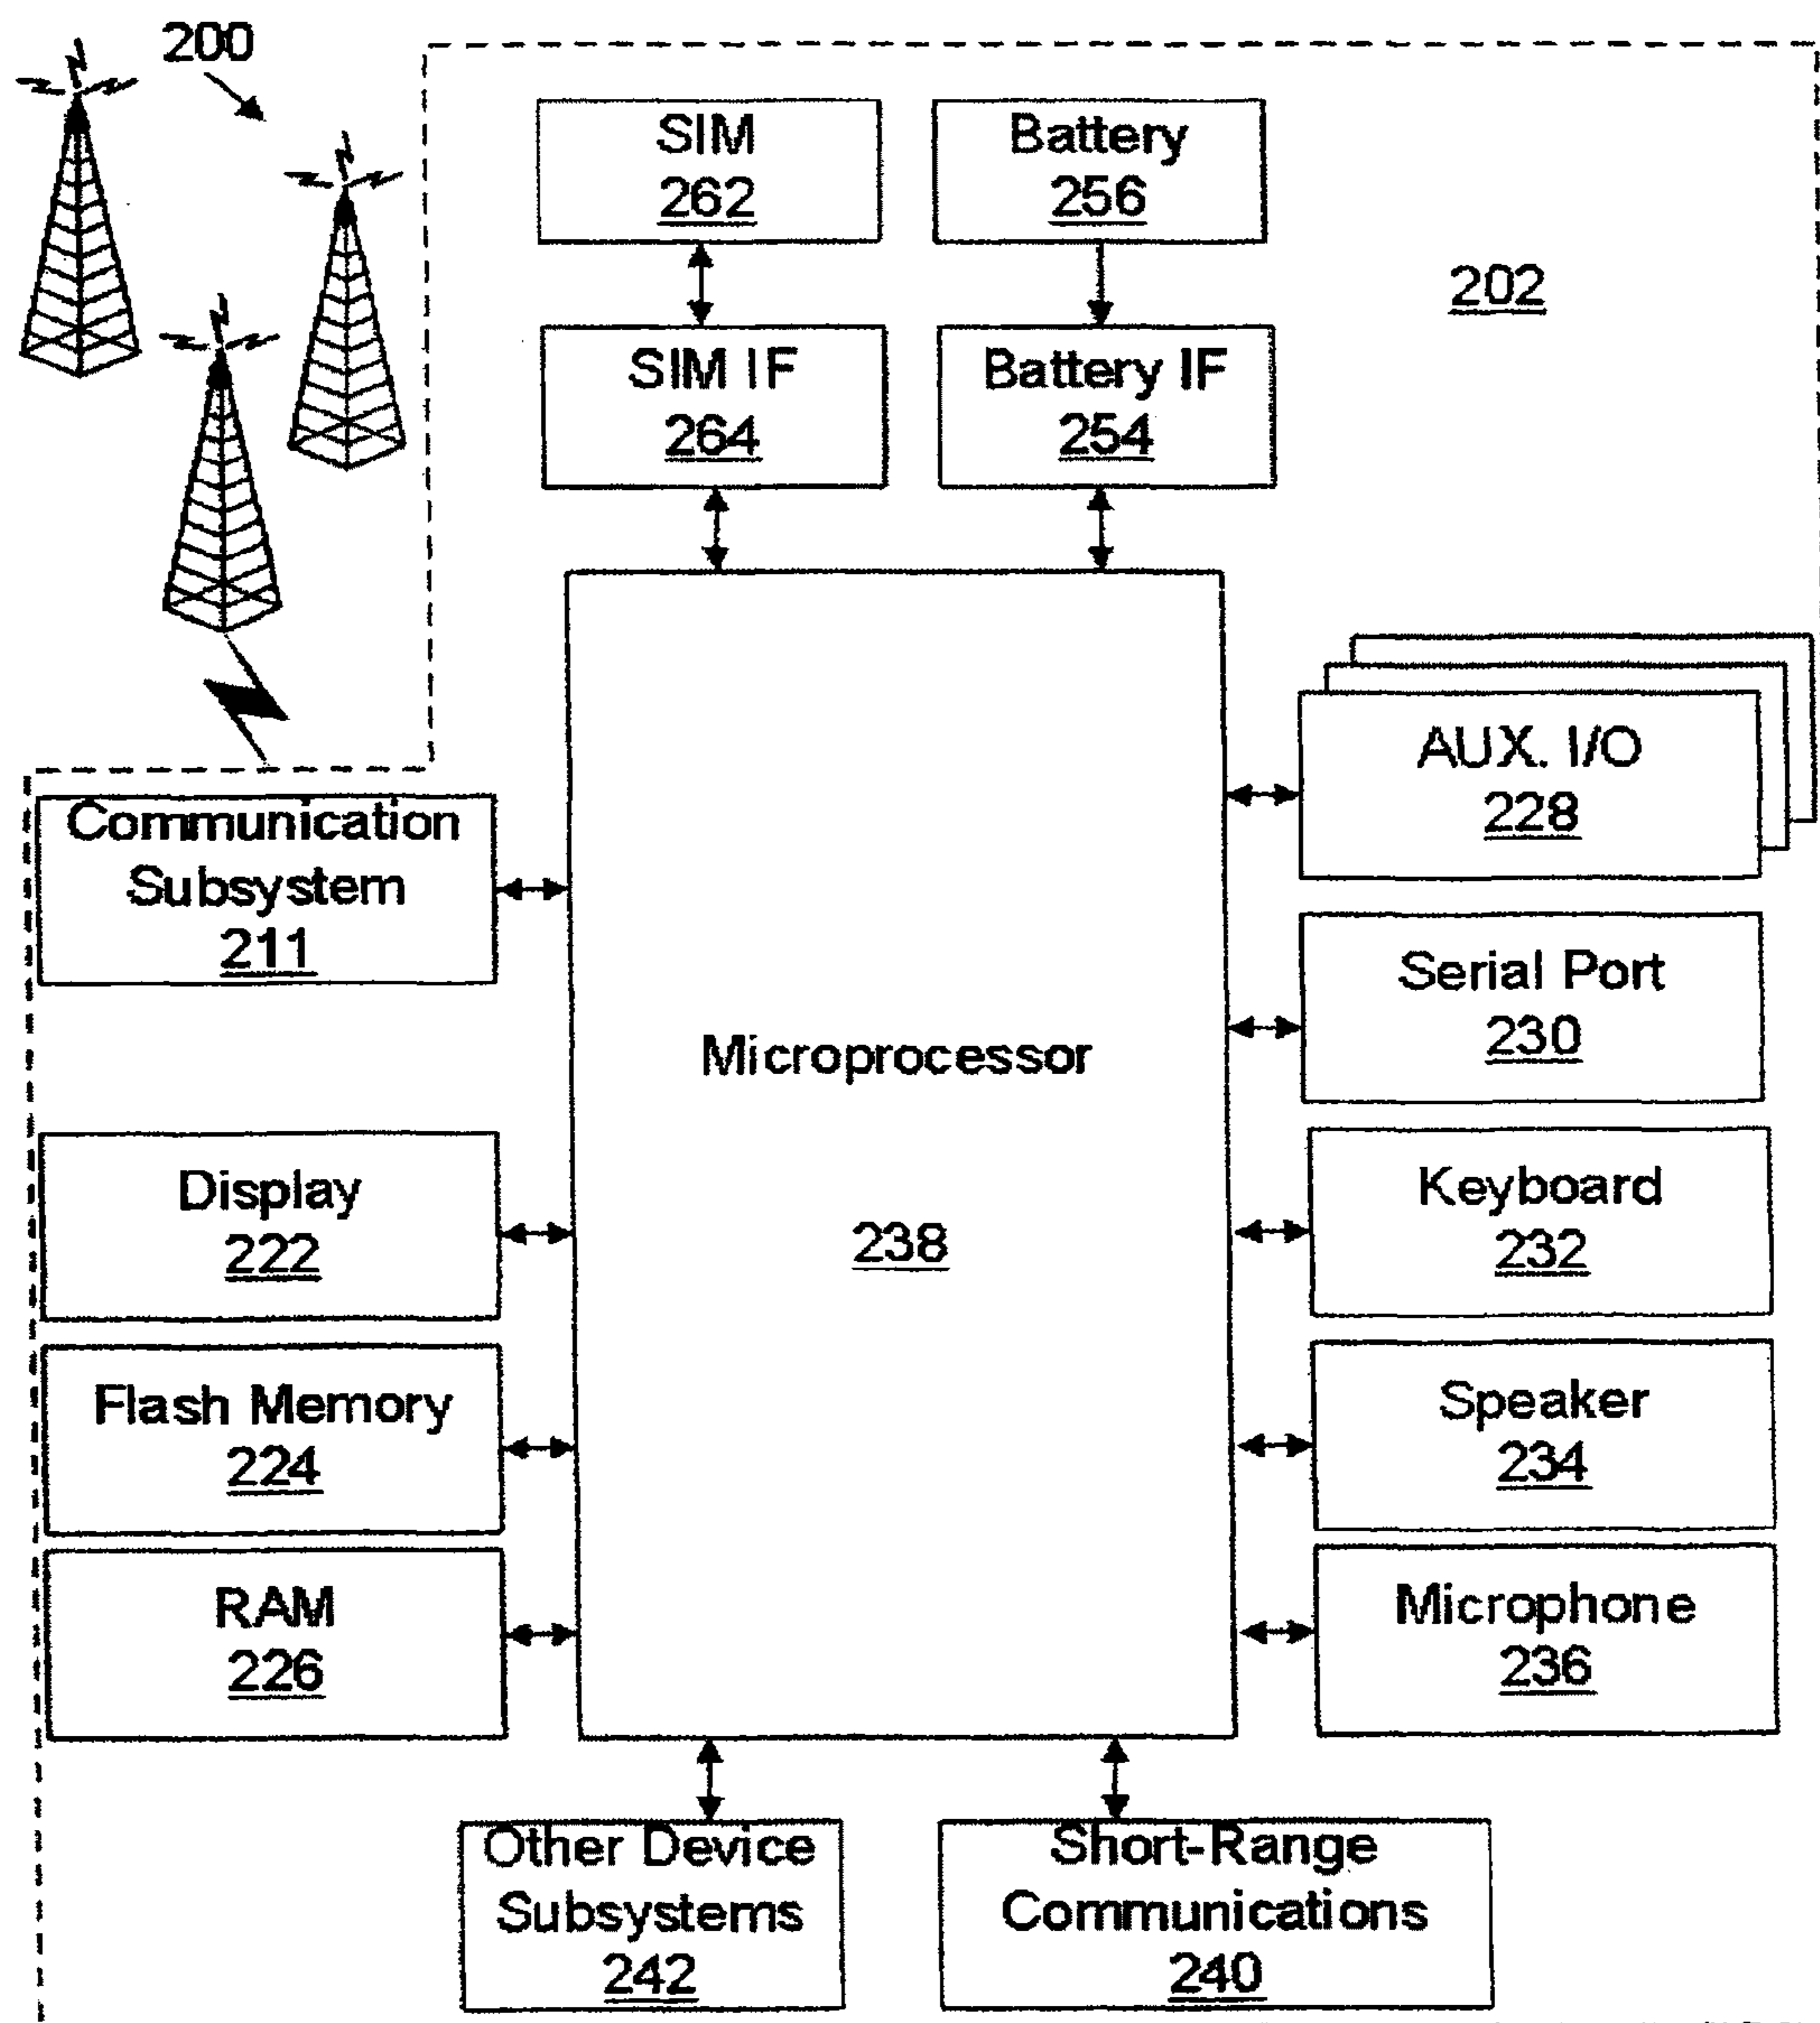 200
SIM
262
Battery
256
202
SIM IF
264
Battery IF
254
AUX. I/O
228
Communication
Subsystem
211
Serial Port
230
Microprocessor
238
Display
222
Keyboard
232
Flash Memory
224
Speaker
234
RAM
226
Microphone
236
Other Device
Subsystems
242
Short-Range
Communications
240